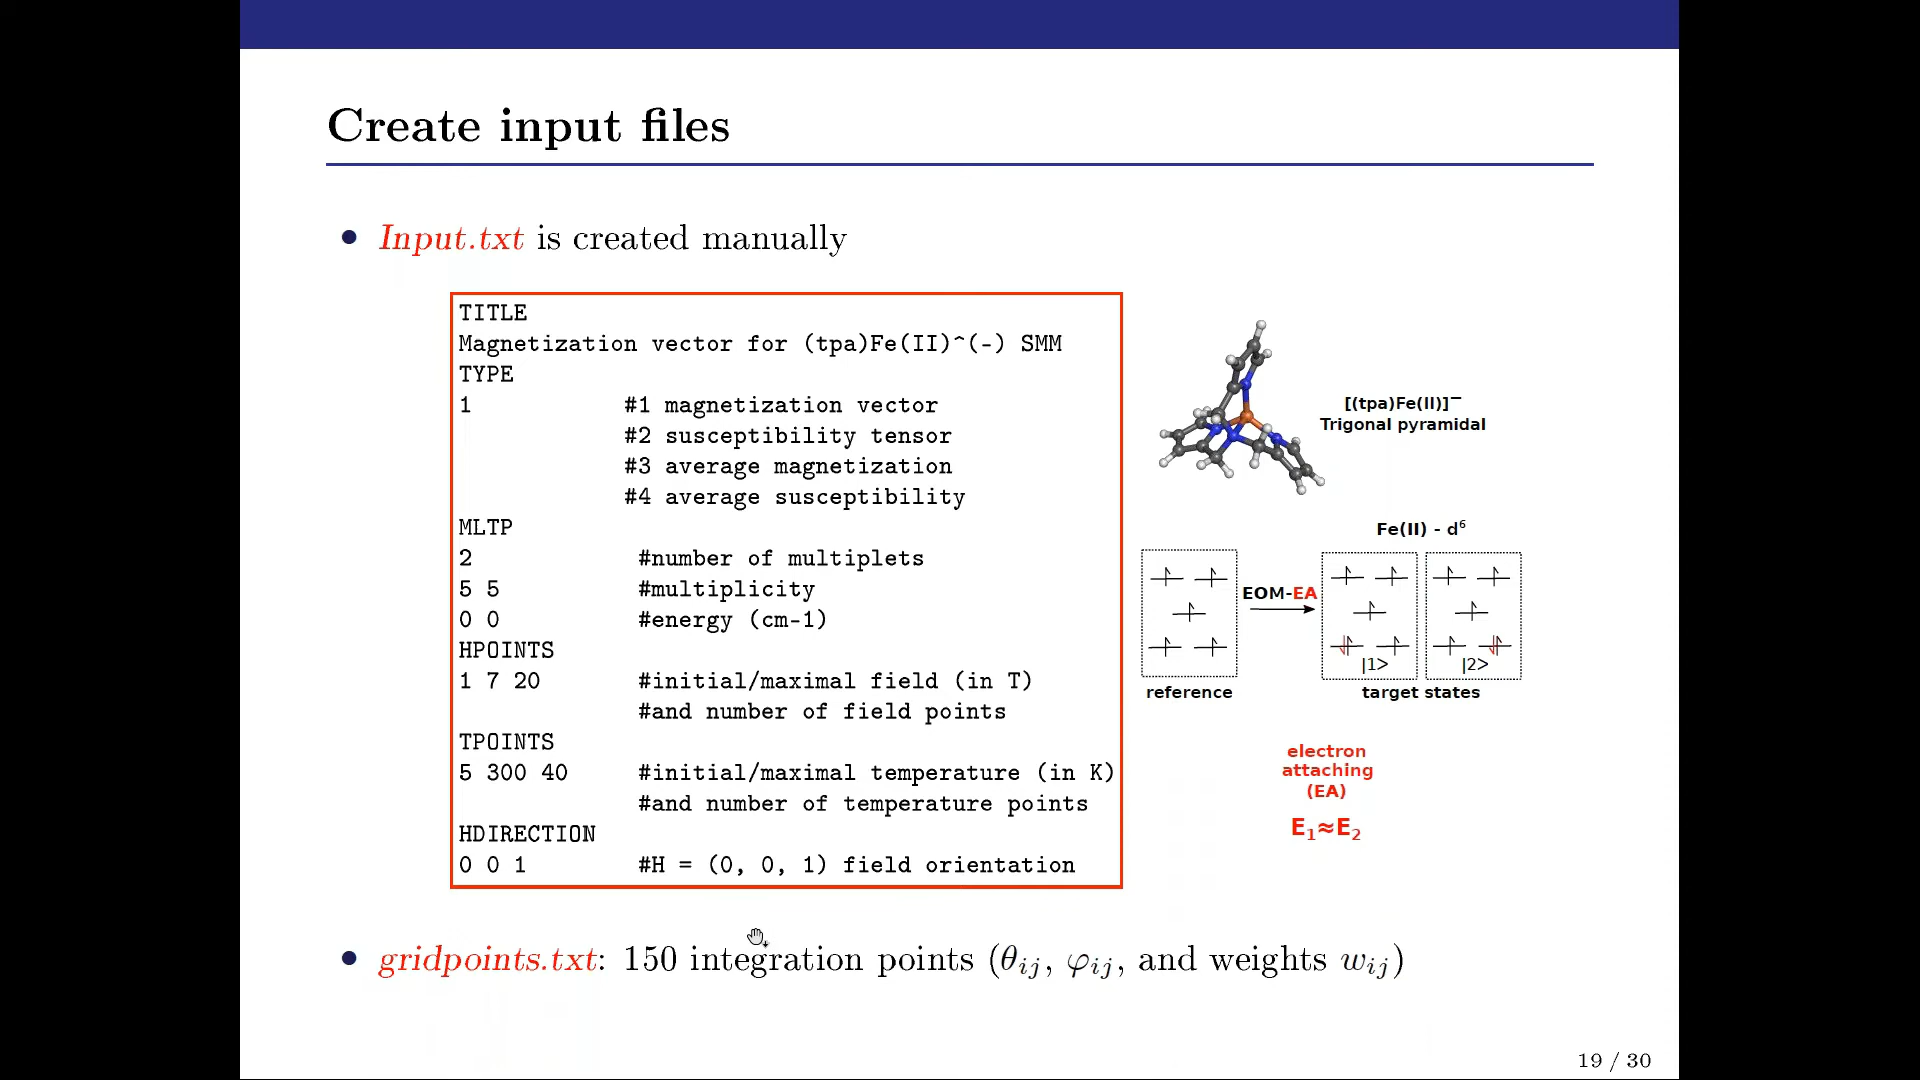 Create input files
• Input.txt is created manually
TITLE
Magnetization vector for (tpa)Fe(II)^(-) SMM
TYPE
1 #1 magnetization vector
#2 susceptibility tensor
#3 average magnetization
#4 average susceptibility
MLTP
2 #number of multiplets
5 5 #multiplicity
0 0 #energy (cm-1)
HPOINTS
1 7 20 #initial/maximal field (in T)
#and number of field points
TPOINTS
5 300 40 #initial/maximal temperature (in K)
#and number of temperature points
HDIRECTION
0 0 1 #H = (0, 0, 1) field orientation
[(tpa)Fe(II)]⁻
Trigonal pyramidal
Fe(II) - d⁶
EOM-EA
|1> |2>
reference target states
electron
attaching
(EA)
E₁≈E₂
• gridpoints.txt: 150 integration points (θᵢⱼ, φᵢⱼ, and weights wᵢⱼ)
19 / 30